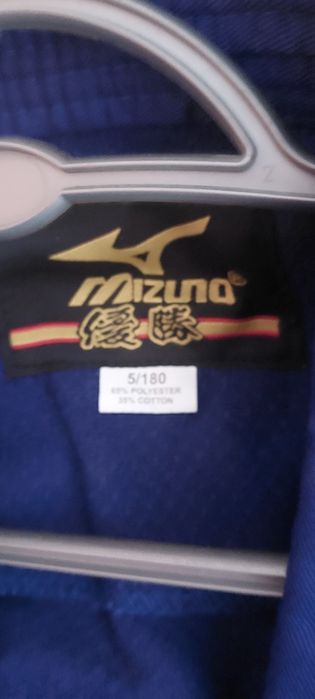 MIZUNO
優勝
5/180
65% POLYESTER
35% COTTON